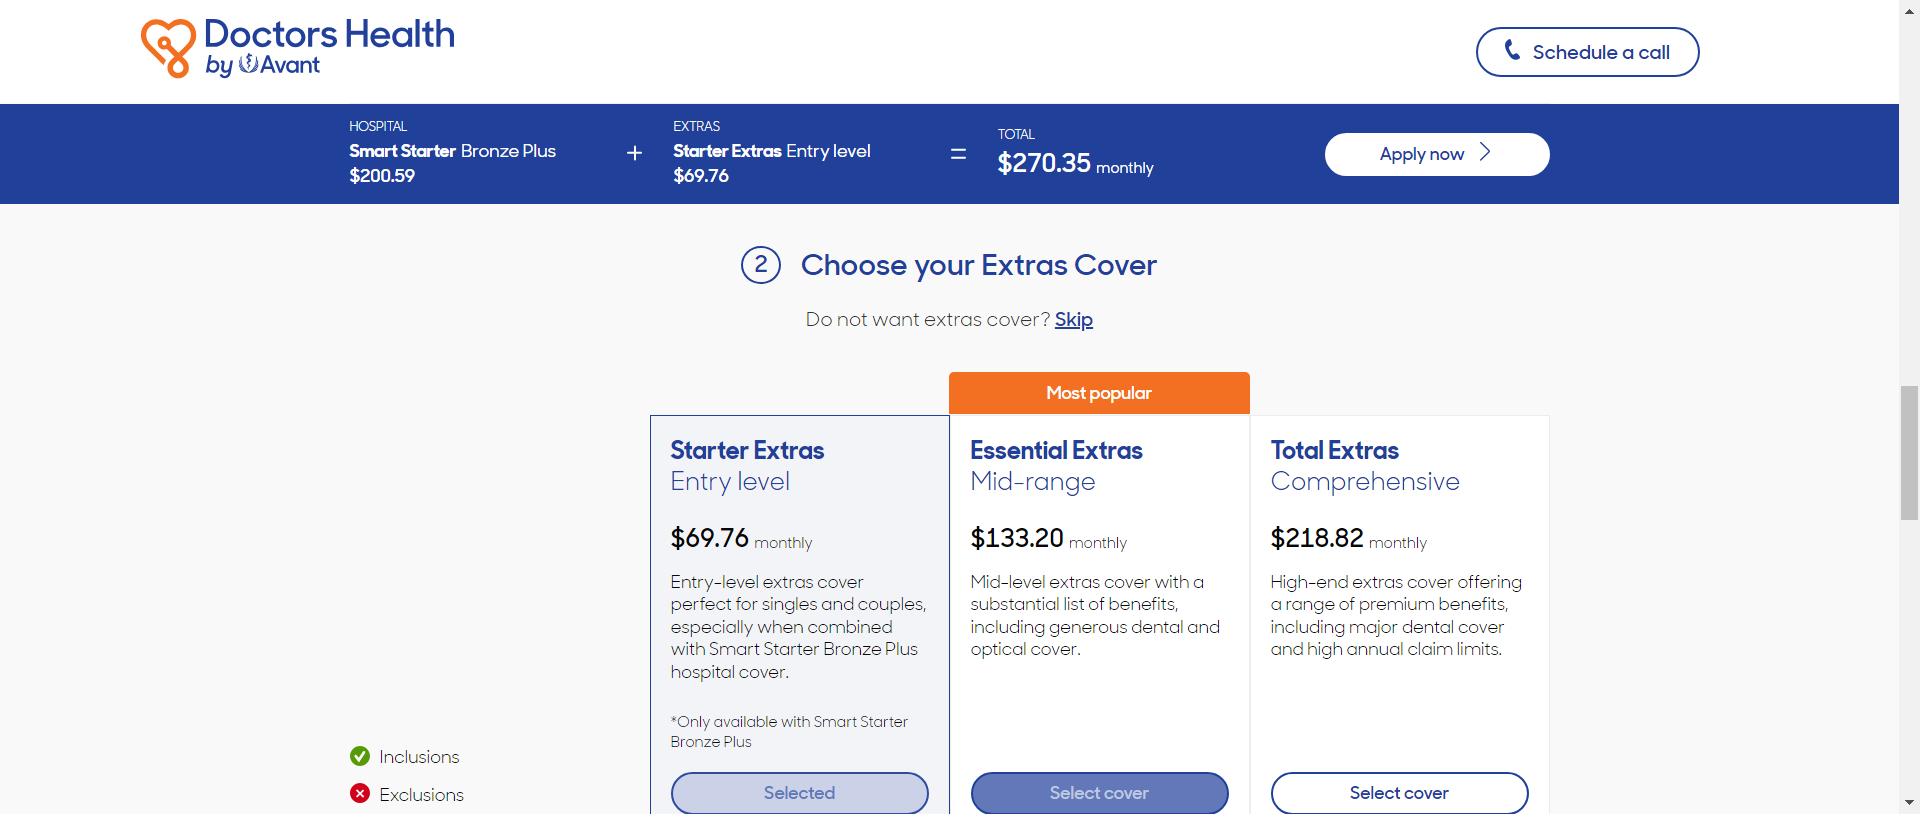 Doctors Health
by Avant
Schedule a call
HOSPITAL
Smart Starter Bronze Plus
$200.59
+
EXTRAS
Starter Extras Entry level
$69.76
=
TOTAL
$270.35 monthly
Apply now
2 Choose your Extras Cover
Do not want extras cover? Skip
Most popular
Starter Extras
Entry level
$69.76 monthly
Entry-level extras cover
perfect for singles and couples,
especially when combined
with Smart Starter Bronze Plus
hospital cover.
*Only available with Smart Starter
Bronze Plus
Selected
Essential Extras
Mid-range
$133.20 monthly
Mid-level extras cover with a
substantial list of benefits,
including generous dental and
optical cover.
Select cover
Total Extras
Comprehensive
$218.82 monthly
High-end extras cover offering
a range of premium benefits,
including major dental cover
and high annual claim limits.
Select cover
Inclusions
Exclusions